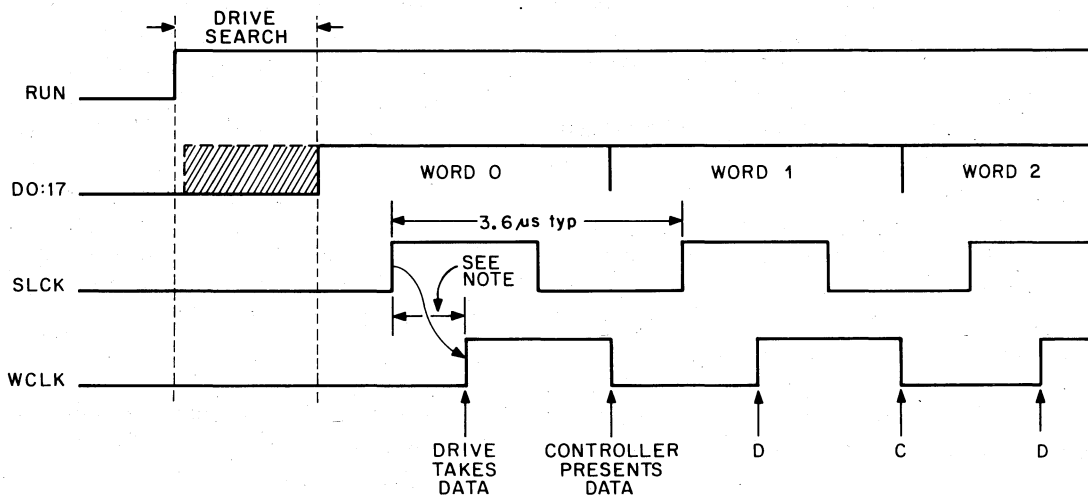 DRIVE
SEARCH
RUN
DO:17
WORD 0
WORD 1
WORD 2
3.6 μs typ
SLCK
SEE
NOTE
WCLK
DRIVE
TAKES
DATA
CONTROLLER
PRESENTS
DATA
D
C
D